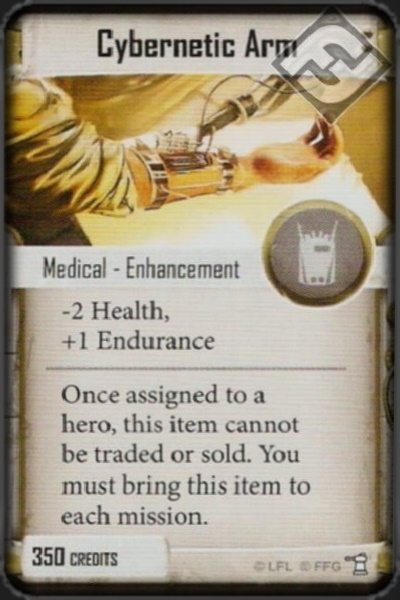 Cybernetic Arm
Medical - Enhancement
-2 Health,
+1 Endurance
Once assigned to a
hero, this item cannot
be traded or sold. You
must bring this item to
each mission.
350 CREDITS
©LFL ©FFG